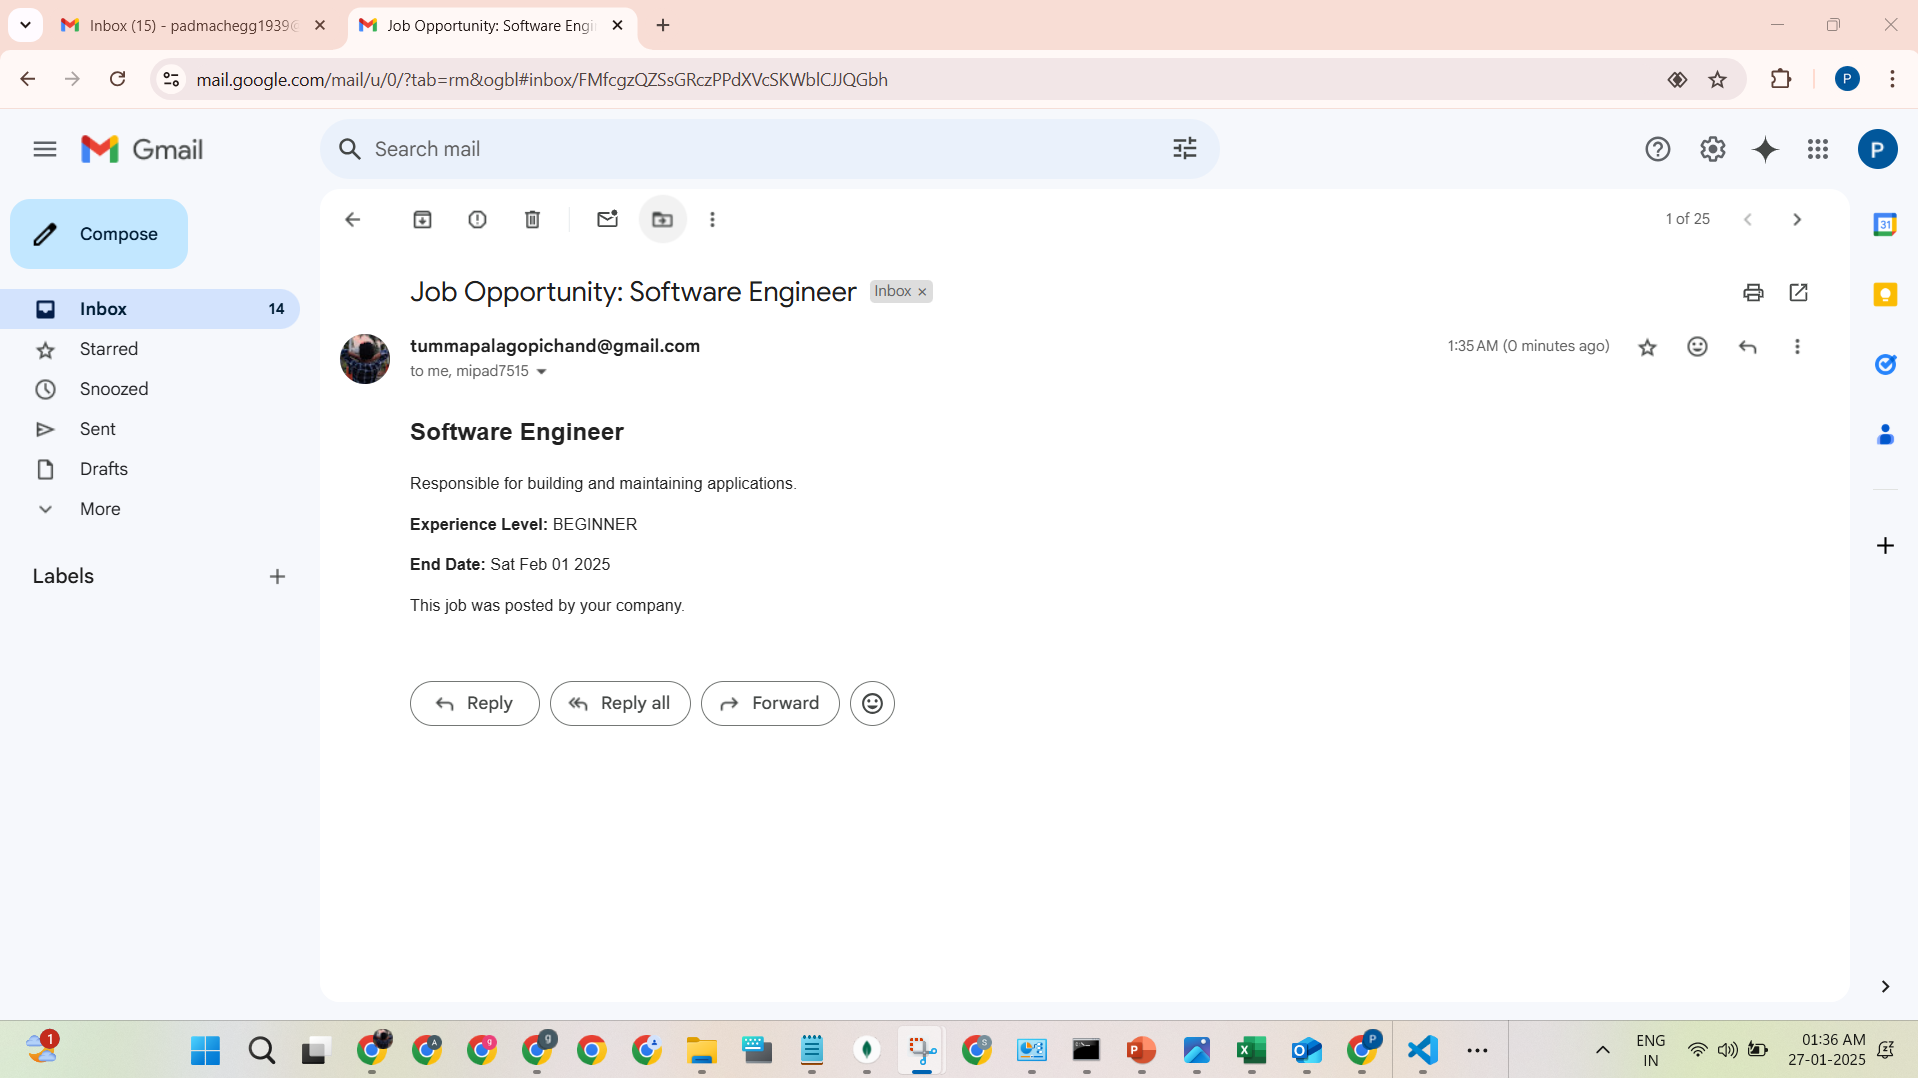 Inbox (15) - padmachegg1939@
Job Opportunity: Software Engi
mail.google.com/mail/u/0/?tab=rm&ogbl#inbox/FMfcgzQZSsGRczPPdXVcSKWblCJJQGbh
P
Gmail
Search mail
P
Compose
1 of 25
31
Inbox 14
Starred
Snoozed
Sent
Drafts
More
Labels
Job Opportunity: Software Engineer
Inbox ×
tummapalagopichand@gmail.com
1:35 AM (0 minutes ago)
to me, mipad7515
Software Engineer
Responsible for building and maintaining applications.
Experience Level: BEGINNER
End Date: Sat Feb 01 2025
This job was posted by your company.
Reply
Reply all
Forward
1
A
g
g
S
P
ENG
IN
01:36 AM
27-01-2025